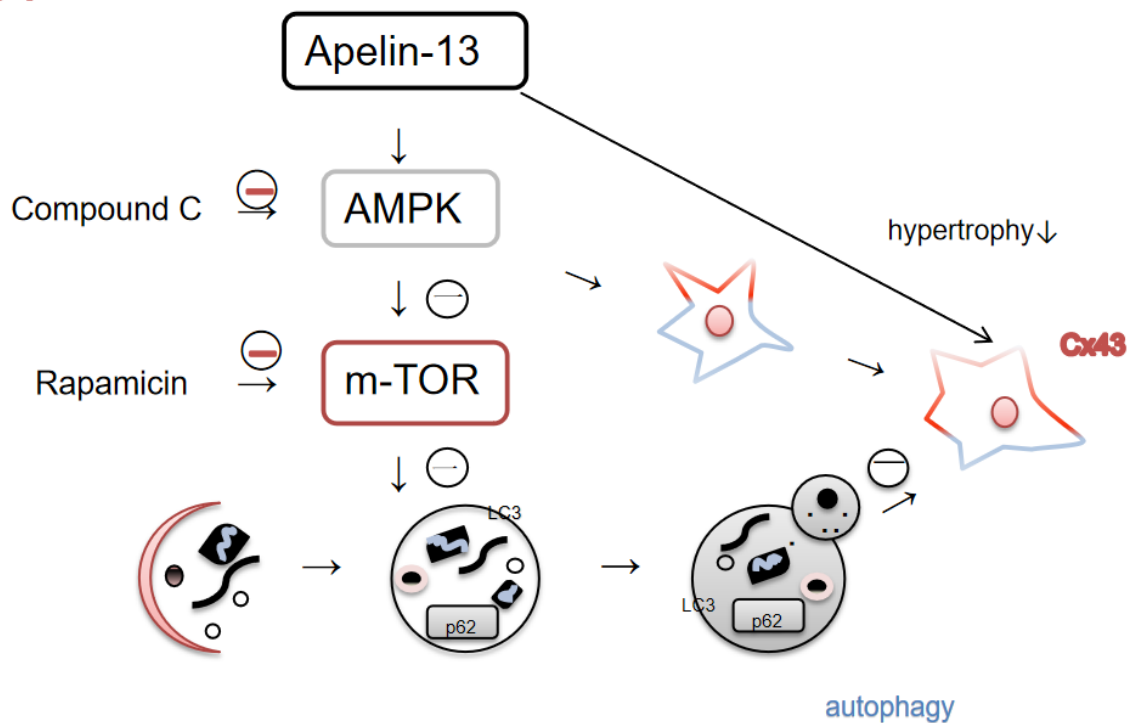 Apelin-13
Compound C
AMPK
hypertrophy↓
Cx43
Rapamicin
m-TOR
LC3
p62
LC3
p62
autophagy